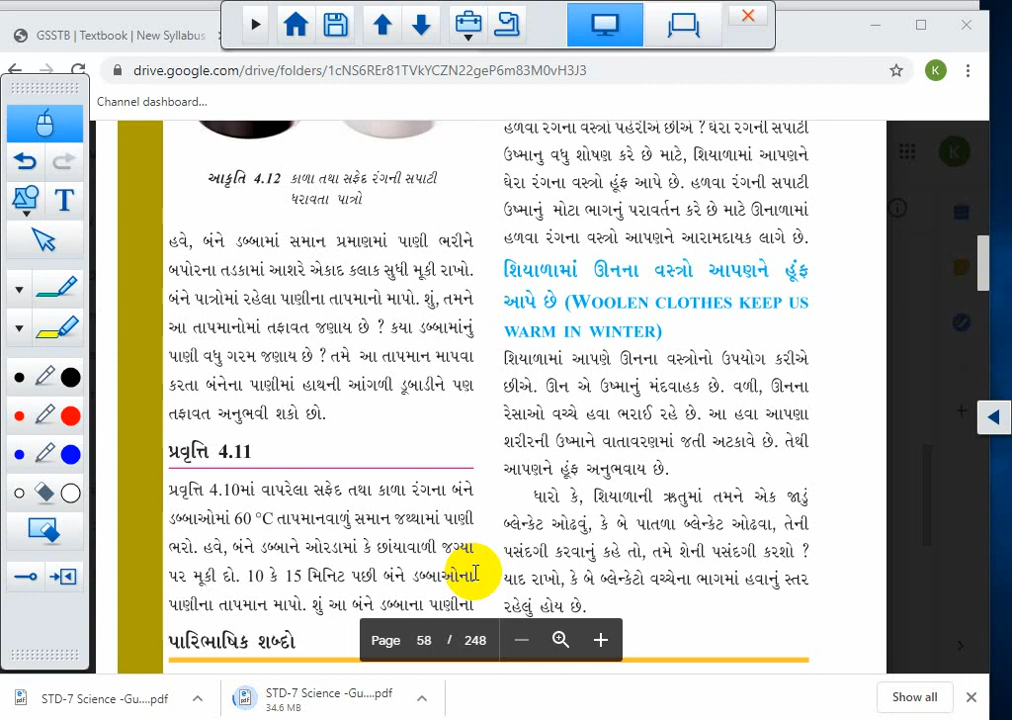 GSSTB | Textbook | New Syllabus
drive.google.com/drive/folders/1cNS6REr81TVkYCZN22geP6m83M0vH3J3
K
Channel dashboard...
T
આકૃતિ 4.12 કાળા તથા સફેદ રંગની સપાટી
ધરાવતા પાત્રો
હવે, બંને ડબ્બામાં સમાન પ્રમાણમાં પાણી ભરીને
બપોરના તડકામાં આશરે એકાદ કલાક સુધી મૂકી રાખો.
બંને પાત્રોમાં રહેલા પાણીના તાપમાનો માપો. શું, તમને
આ તાપમાનોમાં તફાવત જણાય છે ? કયા ડબ્બામાંનું
પાણી વધુ ગરમ જણાય છે ? તમે આ તાપમાન માપવા
કરતા બંનેના પાણીમાં હાથની આંગળી ડૂબાડીને પણ
તફાવત અનુભવી શકો છો.
પ્રવૃત્તિ 4.11
પ્રવૃત્તિ 4.10માં વાપરેલા સફેદ તથા કાળા રંગના બંને
ડબ્બાઓમાં 60 °C તાપમાનવાળું સમાન જથ્થામાં પાણી
ભરો. હવે, બંને ડબ્બાને ઓરડામાં કે છાંયાવાળી જગ્યા
પર મૂકી દો. 10 કે 15 મિનિટ પછી બંને ડબ્બાઓના
પાણીના તાપમાન માપો. શું આ બંને ડબ્બાના પાણીના
પારિભાષિક શબ્દો
હળવા રંગના વસ્ત્રો પહેરીએ છીએ ? ઘેરા રંગની સપાટી
ઉષ્માનુ વધુ શોષણ કરે છે માટે, શિયાળામાં આપણને
ઘેરા રંગના વસ્ત્રો હૂંફ આપે છે. હળવા રંગની સપાટી
ઉષ્માનું મોટા ભાગનું પરાવર્તન કરે છે માટે ઊનાળામાં
હળવા રંગના વસ્ત્રો આપણને આરામદાયક લાગે છે.
શિયાળામાં ઊનના વસ્ત્રો આપણને હૂંફ
આપે છે (WOOLEN CLOTHES KEEP US
WARM IN WINTER)
શિયાળામાં આપણે ઊનના વસ્ત્રોનો ઉપયોગ કરીએ
છીએ. ઊન એ ઉષ્માનું મંદવાહક છે. વળી, ઊનના
રેસાઓ વચ્ચે હવા ભરાઈ રહે છે. આ હવા આપણા
શરીરની ઉષ્માને વાતાવરણમાં જતી અટકાવે છે. તેથી
આપણને હૂંફ અનુભવાય છે.
ધારો કે, શિયાળાની ઋતુમાં તમને એક જાડું
બ્લેન્કેટ ઓઢવું, કે બે પાતળા બ્લેન્કેટ ઓઢવા, તેની
પસંદગી કરવાનું કહે તો, તમે શેની પસંદગી કરશો ?
યાદ રાખો, કે બે બ્લેન્કેટો વચ્ચેના ભાગમાં હવાનું સ્તર
રહેલું હોય છે.
K
Page 58 / 248
STD-7 Science -Gu....pdf
STD-7 Science -Gu....pdf
34.6 MB
Show all